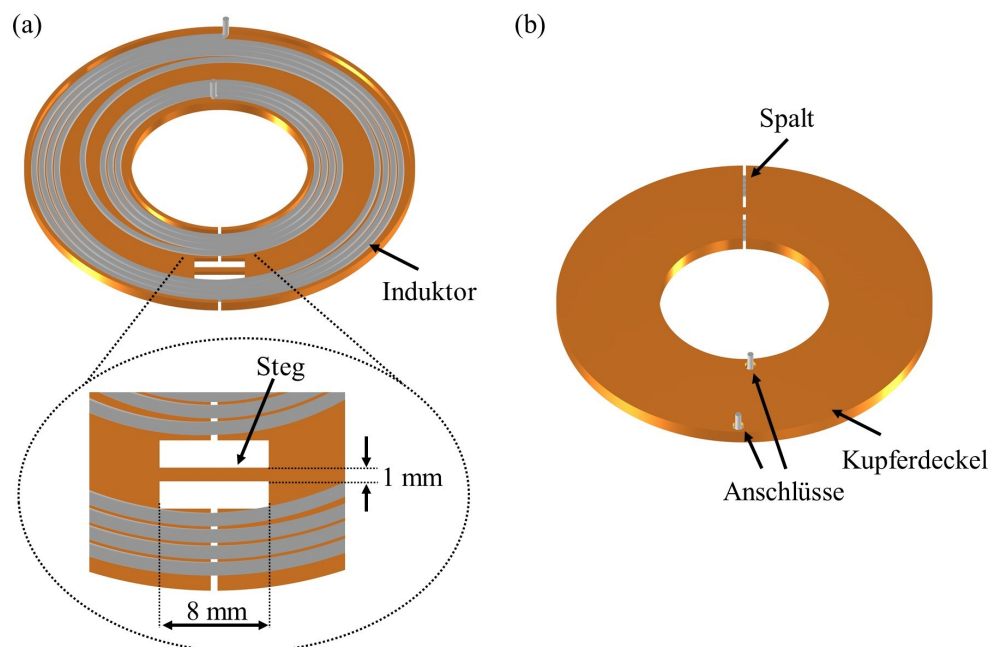 (a)
Induktor
Steg
1 mm
8 mm
(b)
Spalt
Kupferdeckel
Anschlüsse